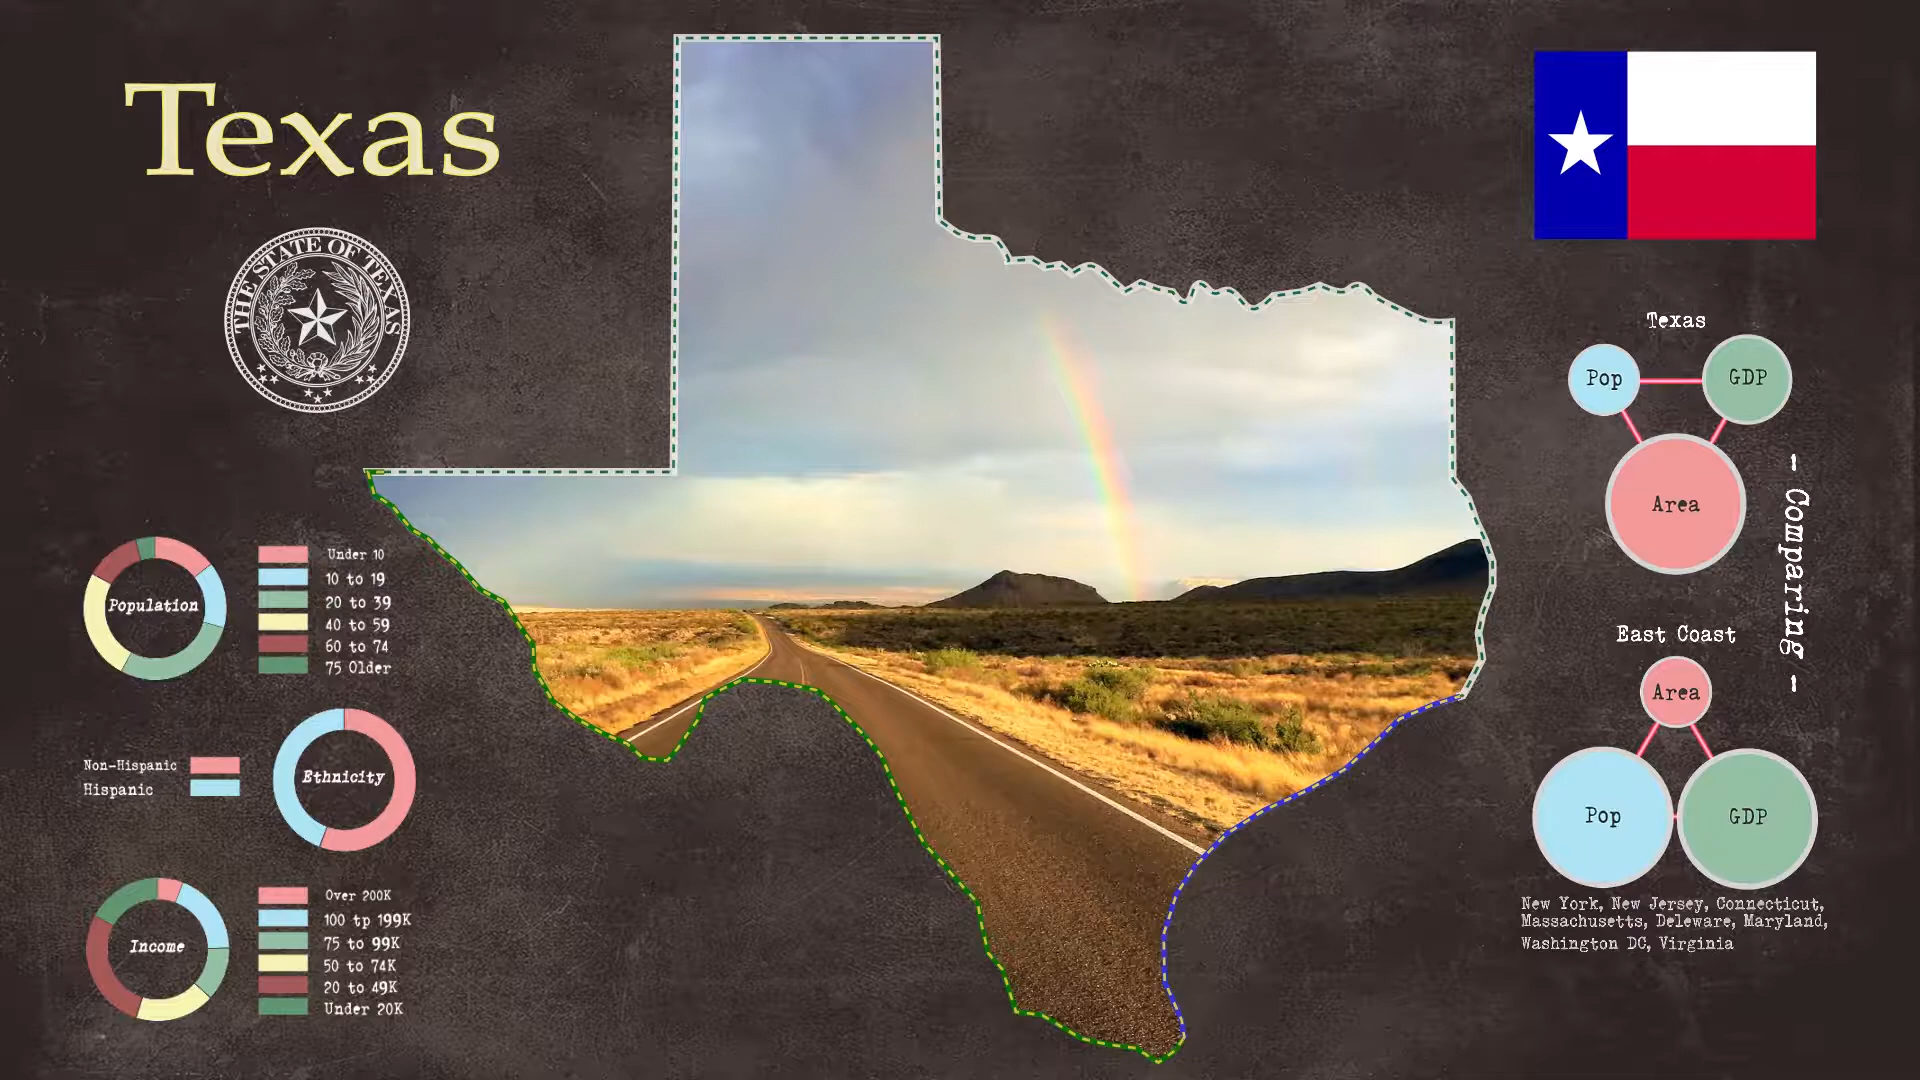 Texas
THE STATE OF TEXAS
Population
Under 10
10 to 19
20 to 39
40 to 59
60 to 74
75 Older
Non-Hispanic
Hispanic
Ethnicity
Income
Over 200K
100 tp 199K
75 to 99K
50 to 74K
20 to 49K
Under 20K
Texas
Pop
GDP
Area
- Comparing -
East Coast
Area
Pop
GDP
New York, New Jersey, Connecticut,
Massachusetts, Deleware, Maryland,
Washington DC, Virginia